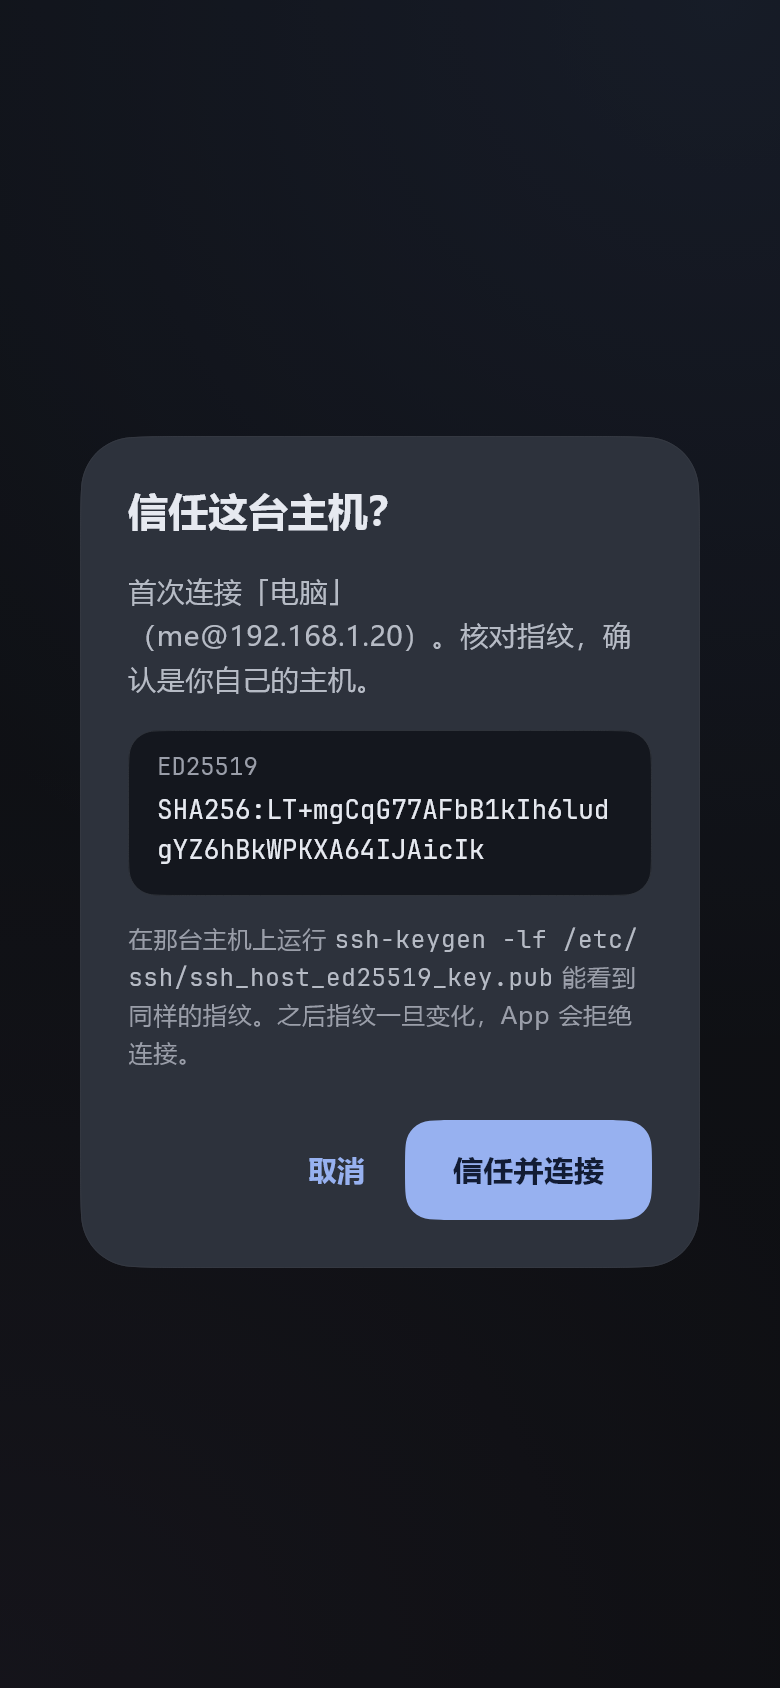 信任这台主机？
首次连接「电脑」
（me@192.168.1.20）。核对指纹，确
认是你自己的主机。
ED25519
SHA256:LT+mgCqG77AFbB1kIh6lud
gYZ6hBkWPKXA64IJAicIk
在那台主机上运行 ssh-keygen -lf /etc/
ssh/ssh_host_ed25519_key.pub 能看到
同样的指纹。之后指纹一旦变化，App 会拒绝
连接。
取消 信任并连接